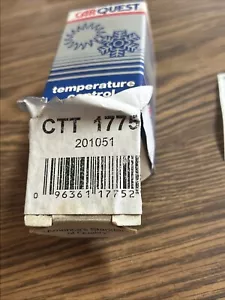 CARQUEST
temperature
control
CTT 1775
201051
0 96361 17752